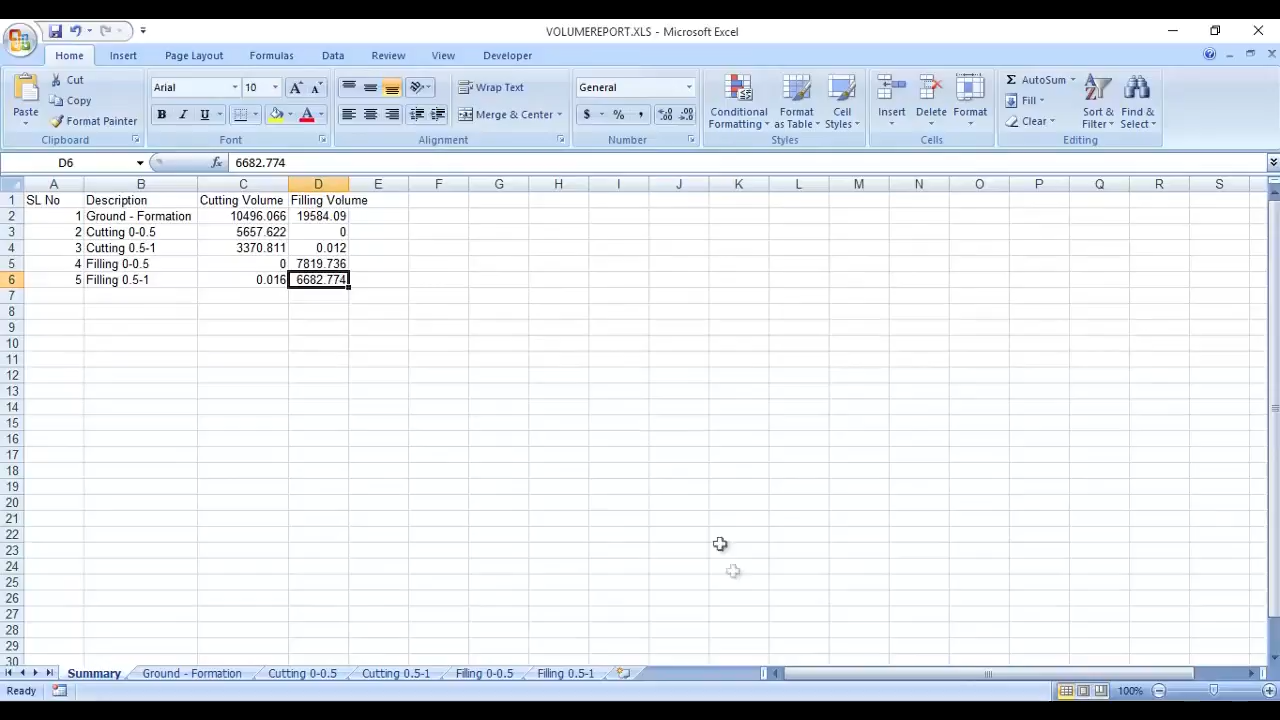 VOLUMEREPORT.XLS - Microsoft Excel
Home Insert Page Layout Formulas Data Review View Developer
Paste Cut Copy Format Painter Clipboard
Arial 10 A A B I U A Font
Wrap Text Merge & Center Alignment
General $ % , .0 .00 .00 .0 Number
Conditional Formatting Format as Table Cell Styles Styles
Insert Delete Format Cells
Σ AutoSum Fill Clear Sort & Filter Find & Select Editing
D6 fx 6682.774
A B C D E F G H I J K L M N O P Q R S
1 SL No Description Cutting Volume Filling Volume
2 1 Ground - Formation 10496.066 19584.09
3 2 Cutting 0-0.5 5657.622 0
4 3 Cutting 0.5-1 3370.811 0.012
5 4 Filling 0-0.5 0 7819.736
6 5 Filling 0.5-1 0.016 6682.774
7
8
9
10
11
12
13
14
15
16
17
18
19
20
21
22
23
24
25
26
27
28
29
30
Summary Ground - Formation Cutting 0-0.5 Cutting 0.5-1 Filling 0-0.5 Filling 0.5-1
Ready 100%